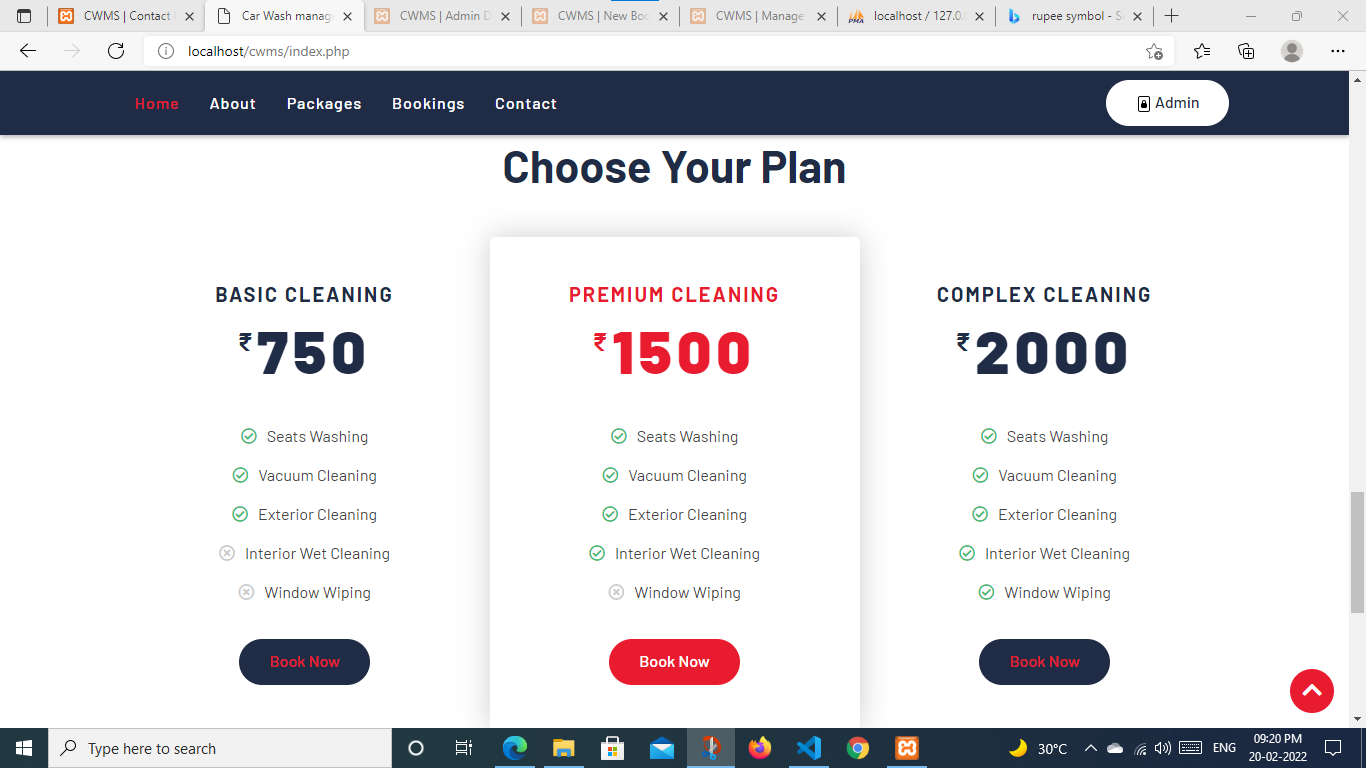 CWMS | Contact
Car Wash manag
CWMS | Admin D
CWMS | New Boo
CWMS | Manage
PMA
localhost / 127.0.
rupee symbol - S
localhost/cwms/index.php
Home About Packages Bookings Contact
Admin
Choose Your Plan
BASIC CLEANING
₹750
Seats Washing
Vacuum Cleaning
Exterior Cleaning
Interior Wet Cleaning
Window Wiping
Book Now
PREMIUM CLEANING
₹1500
Seats Washing
Vacuum Cleaning
Exterior Cleaning
Interior Wet Cleaning
Window Wiping
Book Now
COMPLEX CLEANING
₹2000
Seats Washing
Vacuum Cleaning
Exterior Cleaning
Interior Wet Cleaning
Window Wiping
Book Now
Type here to search
30°C
ENG
09:20 PM
20-02-2022